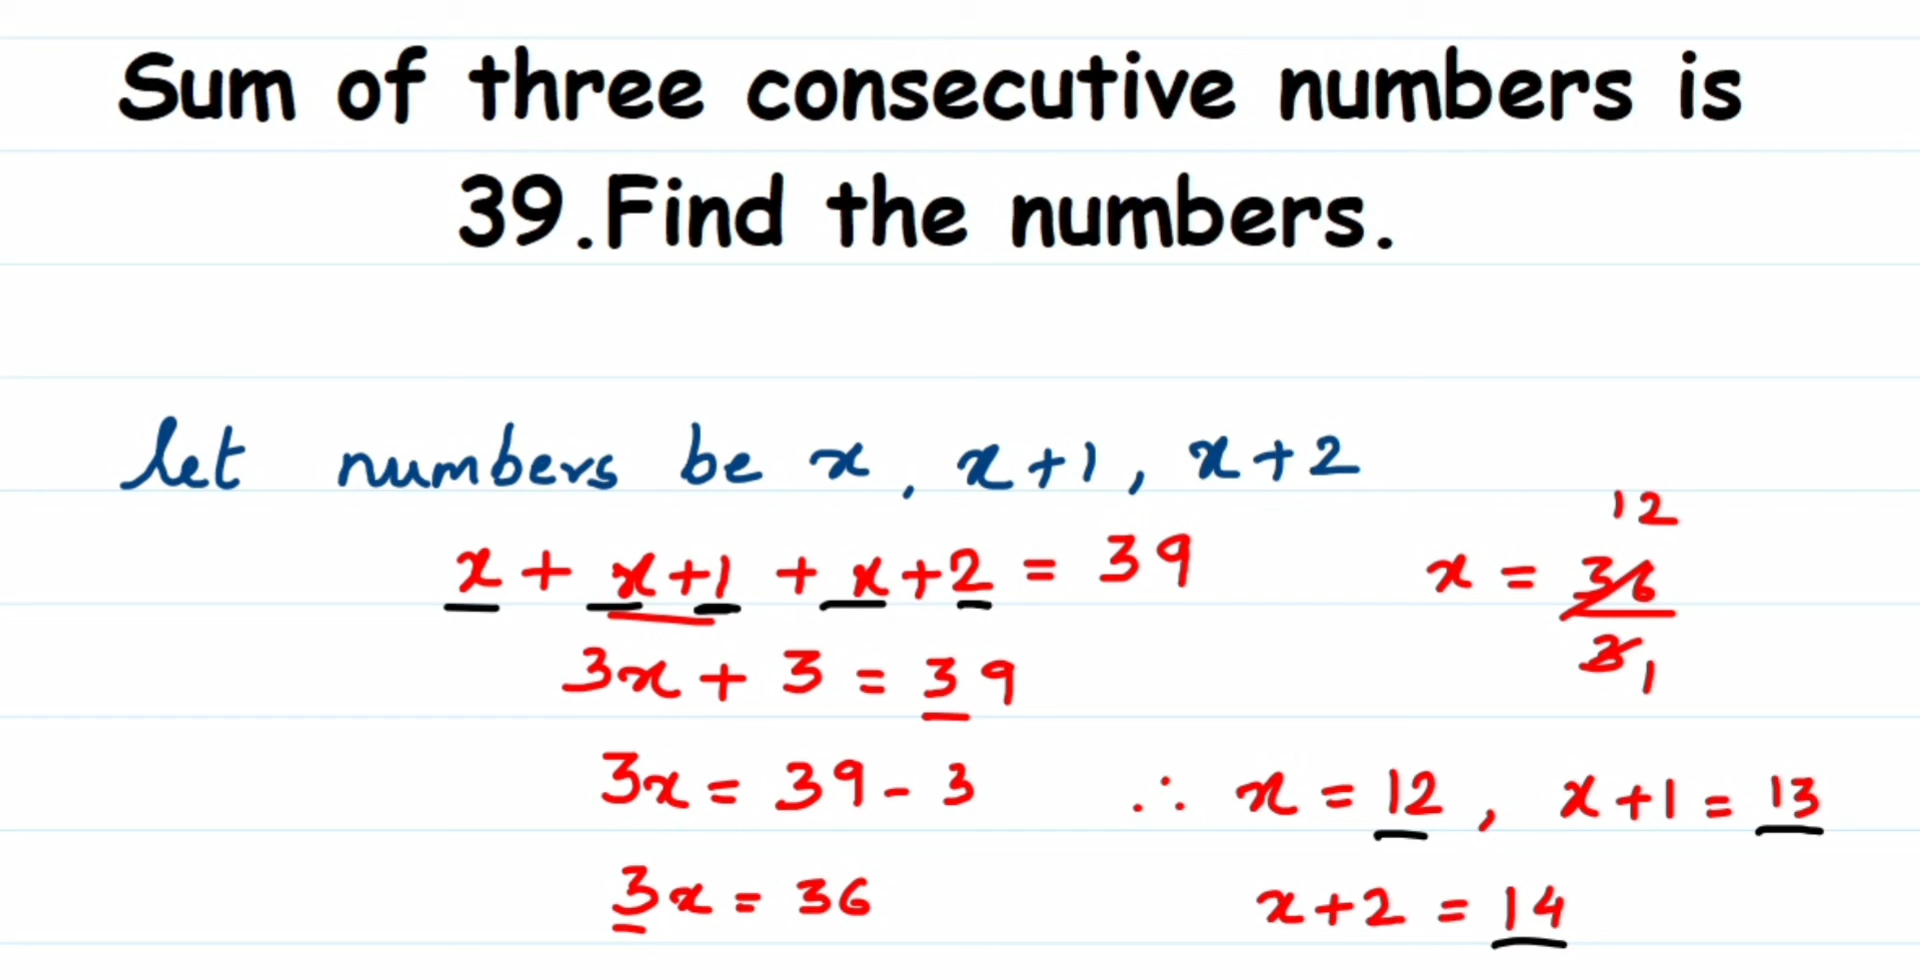 Sum of three consecutive numbers is
39.Find the numbers.
let numbers be x, x+1, x+2
x + x+1 + x+2 = 39
3x + 3 = 39
3x = 39 - 3
3x = 36
12
x = 36
3 1
∴ x = 12, x+1 = 13
x+2 = 14